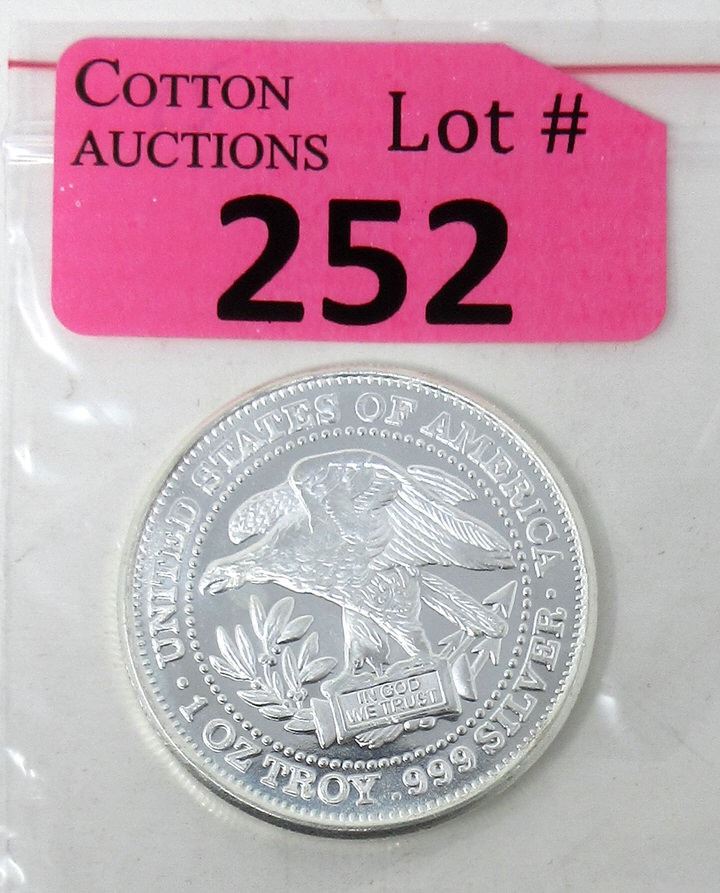 COTTON
AUCTIONS
Lot #
252
UNITED STATES OF AMERICA
IN GOD
WE TRUST
· 1 OZ TROY .999 SILVER ·